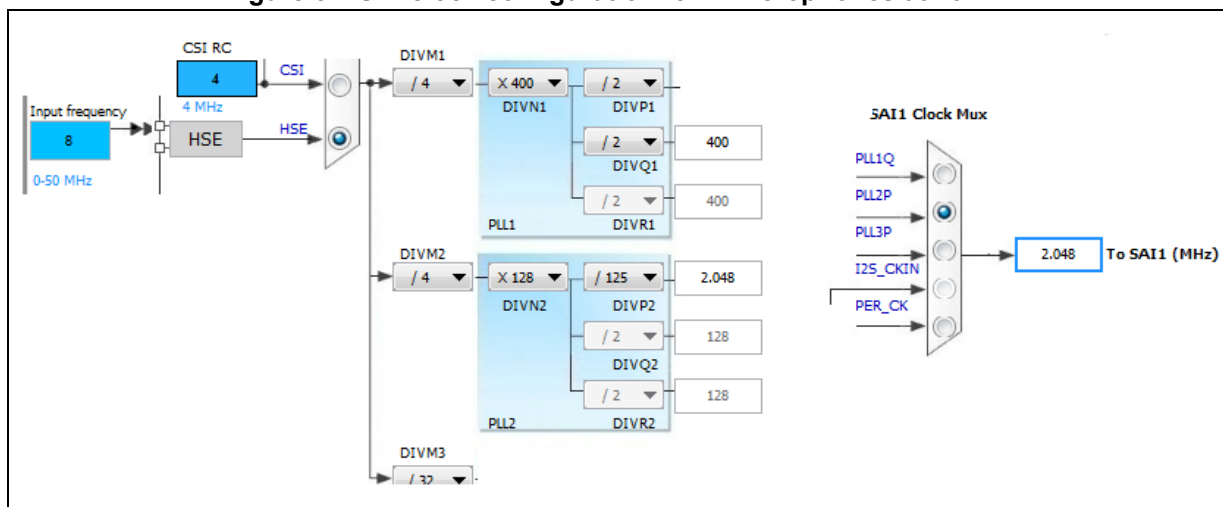 CSI RC
4
CSI
4 MHz
Input frequency
8
0-50 MHz
HSE
HSE
DIVM1
/ 4
X 400
DIVN1
/ 2
DIVP1
/ 2
400
DIVQ1
/ 2
400
PLL1
DIVR1
DIVM2
/ 4
X 128
DIVN2
/ 125
2.048
DIVP2
/ 2
128
DIVQ2
/ 2
128
PLL2
DIVR2
DIVM3
/ 32
SAI1 Clock Mux
PLL1Q
PLL2P
PLL3P
I2S_CKIN
PER_CK
2.048
To SAI1 (MHz)